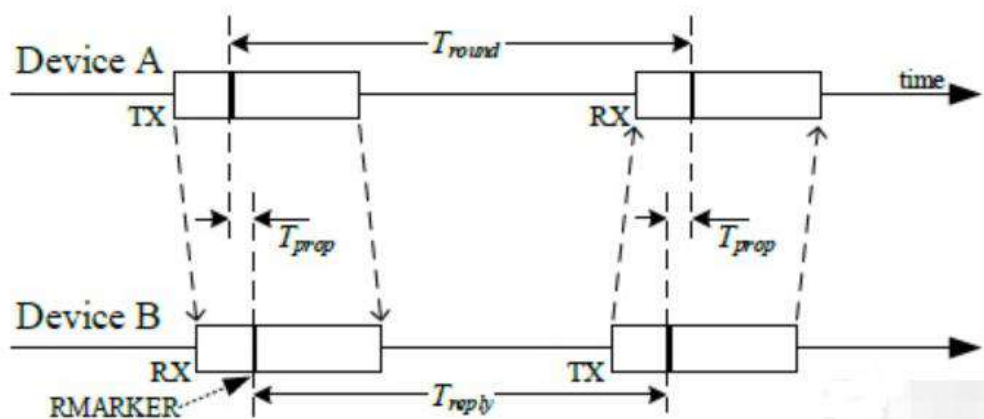 T_round
Device A
time
TX
RX
T_prop
T_prop
Device B
RX
TX
RMARKER
T_reply